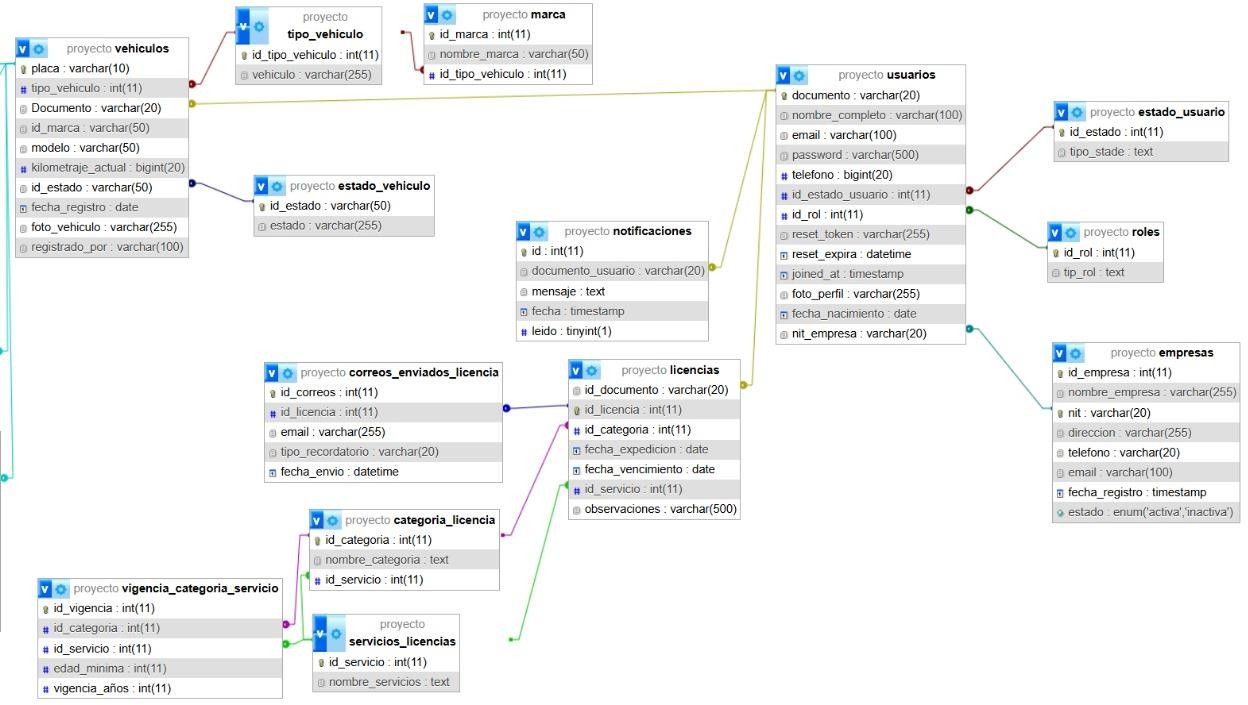 proyecto vehiculos
placa : varchar(10)
tipo_vehiculo : int(11)
Documento : varchar(20)
id_marca : varchar(50)
modelo : varchar(50)
kilometraje_actual : bigint(20)
id_estado : varchar(50)
fecha_registro : date
foto_vehiculo : varchar(255)
registrado_por : varchar(100)
proyecto
tipo_vehiculo
id_tipo_vehiculo : int(11)
vehiculo : varchar(255)
proyecto marca
id_marca : int(11)
nombre_marca : varchar(50)
id_tipo_vehiculo : int(11)
proyecto estado_vehiculo
id_estado : varchar(50)
estado : varchar(255)
proyecto notificaciones
id : int(11)
documento_usuario : varchar(20)
mensaje : text
fecha : timestamp
leido : tinyint(1)
proyecto usuarios
documento : varchar(20)
nombre_completo : varchar(100)
email : varchar(100)
password : varchar(500)
telefono : bigint(20)
id_estado_usuario : int(11)
id_rol : int(11)
reset_token : varchar(255)
reset_expira : datetime
joined_at : timestamp
foto_perfil : varchar(255)
fecha_nacimiento : date
nit_empresa : varchar(20)
proyecto estado_usuario
id_estado : int(11)
tipo_stade : text
proyecto roles
id_rol : int(11)
tip_rol : text
proyecto empresas
id_empresa : int(11)
nombre_empresa : varchar(255)
nit : varchar(20)
direccion : varchar(255)
telefono : varchar(20)
email : varchar(100)
fecha_registro : timestamp
estado : enum('activa','inactiva')
proyecto correos_enviados_licencia
id_correos : int(11)
id_licencia : int(11)
email : varchar(255)
tipo_recordatorio : varchar(20)
fecha_envio : datetime
proyecto licencias
id_documento : varchar(20)
id_licencia : int(11)
id_categoria : int(11)
fecha_expedicion : date
fecha_vencimiento : date
id_servicio : int(11)
observaciones : varchar(500)
proyecto categoria_licencia
id_categoria : int(11)
nombre_categoria : text
id_servicio : int(11)
proyecto vigencia_categoria_servicio
id_vigencia : int(11)
id_categoria : int(11)
id_servicio : int(11)
edad_minima : int(11)
vigencia_años : int(11)
proyecto
servicios_licencias
id_servicio : int(11)
nombre_servicios : text